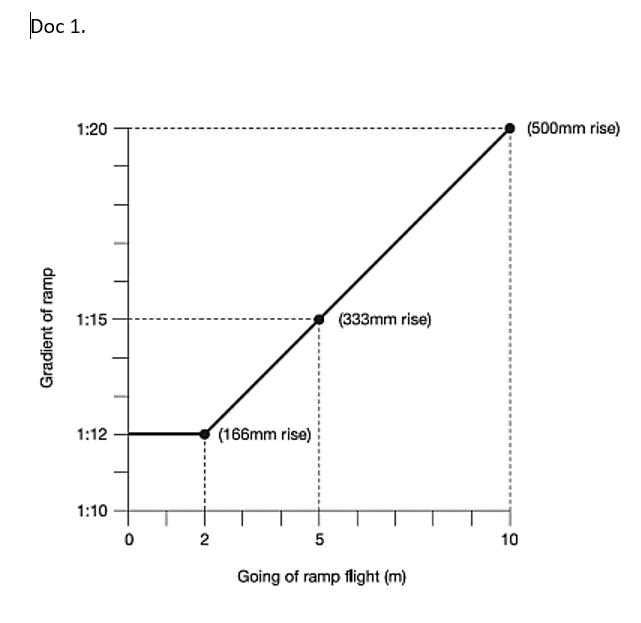 Doc 1.
1:20
(500mm rise)
1:15
(333mm rise)
Gradient of ramp
1:12
(166mm rise)
1:10
0 2 5 10
Going of ramp flight (m)